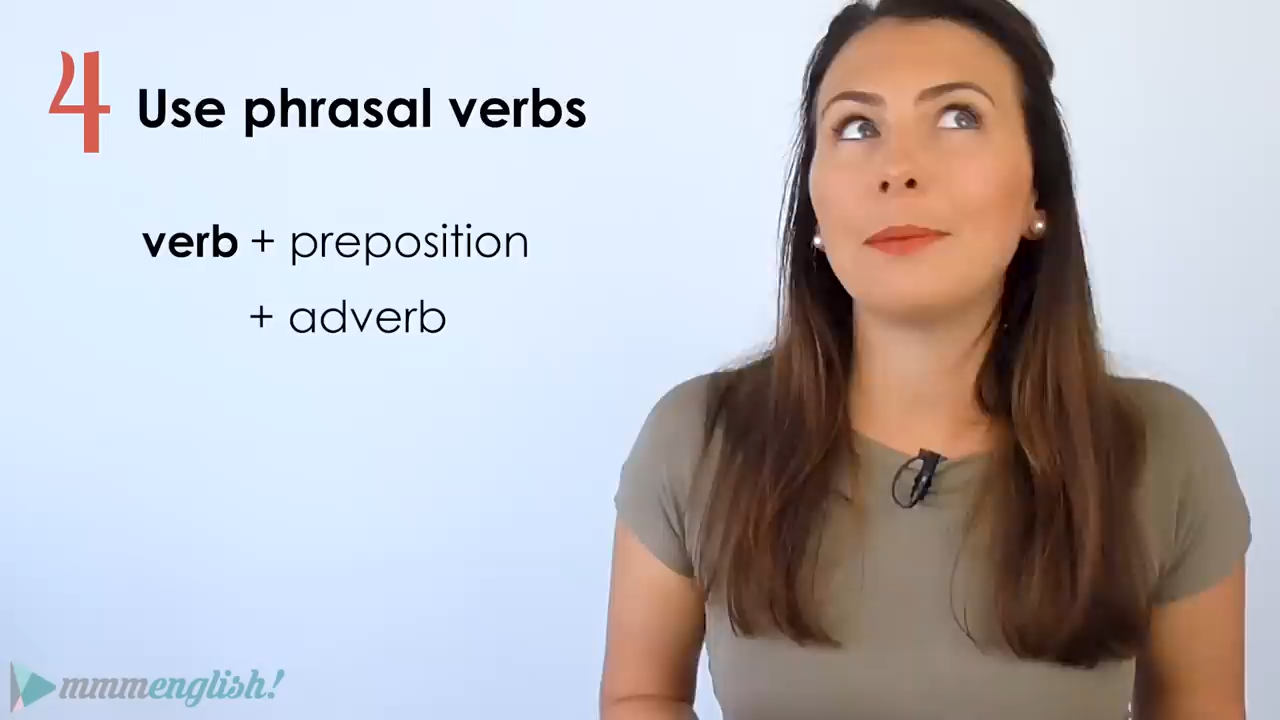 4 Use phrasal verbs
verb + preposition
+ adverb
mmmenglish!